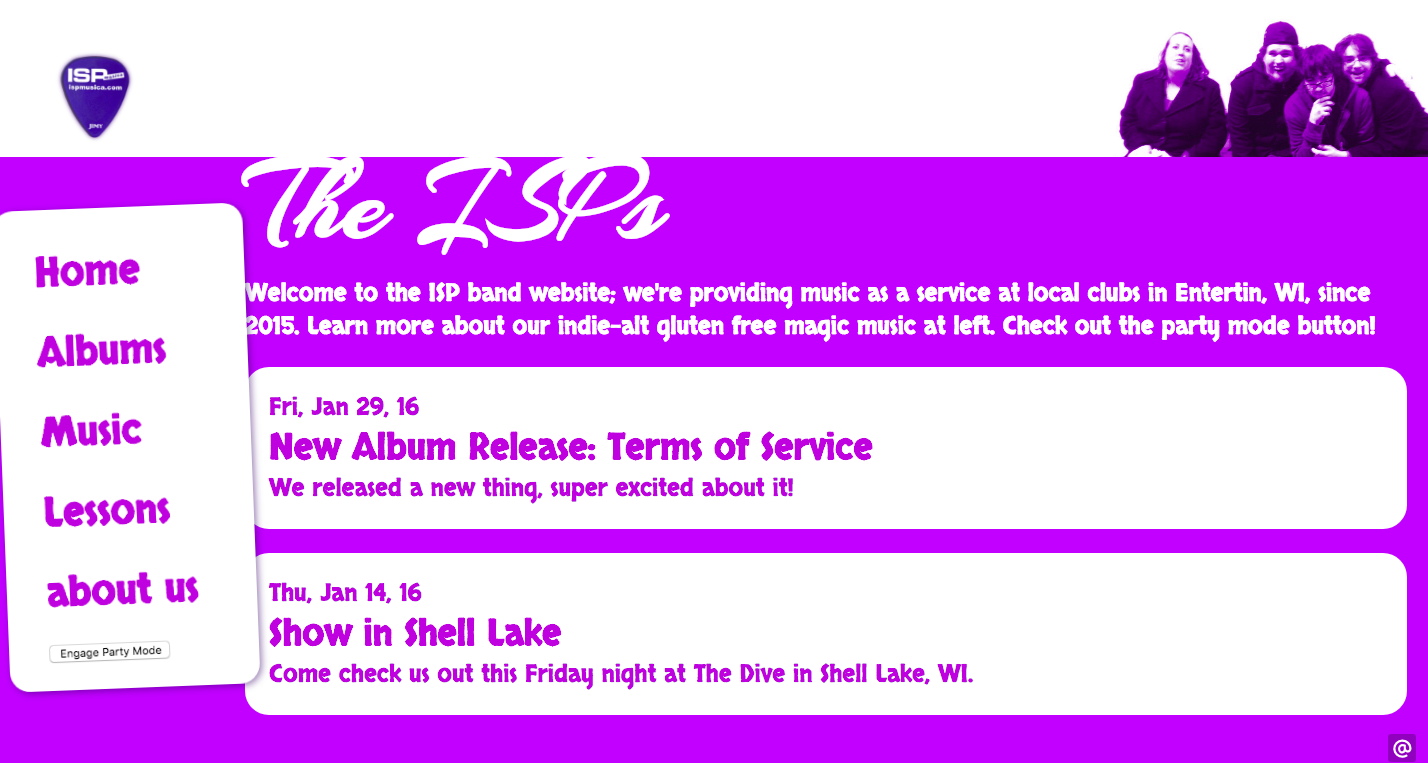 ISP
ispmusica.com
The ISPs
Home
Albums
Music
Lessons
about us
Engage Party Mode
Welcome to the ISP band website; we're providing music as a service at local clubs in Entertin, WI, since
2015. Learn more about our indie-alt gluten free magic music at left. Check out the party mode button!
Fri, Jan 29, 16
New Album Release: Terms of Service
We released a new thing, super excited about it!
Thu, Jan 14, 16
Show in Shell Lake
Come check us out this Friday night at The Dive in Shell Lake, WI.
@